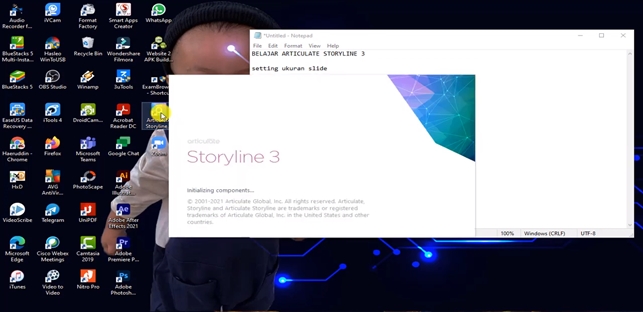 Audio
Recorder f...
iVCam
Format
Factory
Smart Apps
Creator
WhatsApp
BlueStacks 5
Multi-Insta...
Hasleo
WinToUSB
Recycle Bin
Wondershare
Filmora
Website 2
APK Build...
BlueStacks 5
OBS Studio
Winamp
JuTools
ExamBrow...
- Shortcut
EaseUS Data
Recovery ...
iTools 4
DroidCam...
Acrobat
Reader DC
Articulate
Storyline
Haeruddin -
Chrome
Firefox
Microsoft
Teams
Google Chat
Zoom
HxD
AVG
AntiVir...
PhotoScape
Adobe
VideoScribe
Telegram
UniPDF
Adobe After
Effects 2021
Microsoft
Edge
Cisco Webex
Meetings
Camtasia
2019
Adobe
Premiere P...
iTunes
Video to
Video
Nitro Pro
Adobe
Photosh...
*Untitled - Notepad
File Edit Format View Help
BELAJAR ARTICULATE STORYLINE 3
setting ukuran slide
100% Windows (CRLF) UTF-8
articulate
Storyline 3
Initializing components...
© 2001-2021 Articulate Global, Inc. All rights reserved. Articulate,
Storyline and Articulate Storyline are trademarks or registered
trademarks of Articulate Global, Inc. in the United States and other
countries.